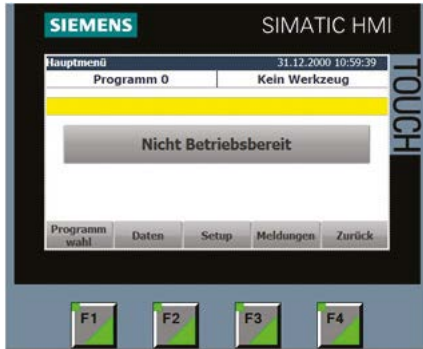 SIEMENS
SIMATIC HMI
TOUCH
Hauptmenü 31.12.2000 10:59:39
Programm 0 Kein Werkzeug
Nicht Betriebsbereit
Programm
wahl Daten Setup Meldungen Zurück
F1 F2 F3 F4